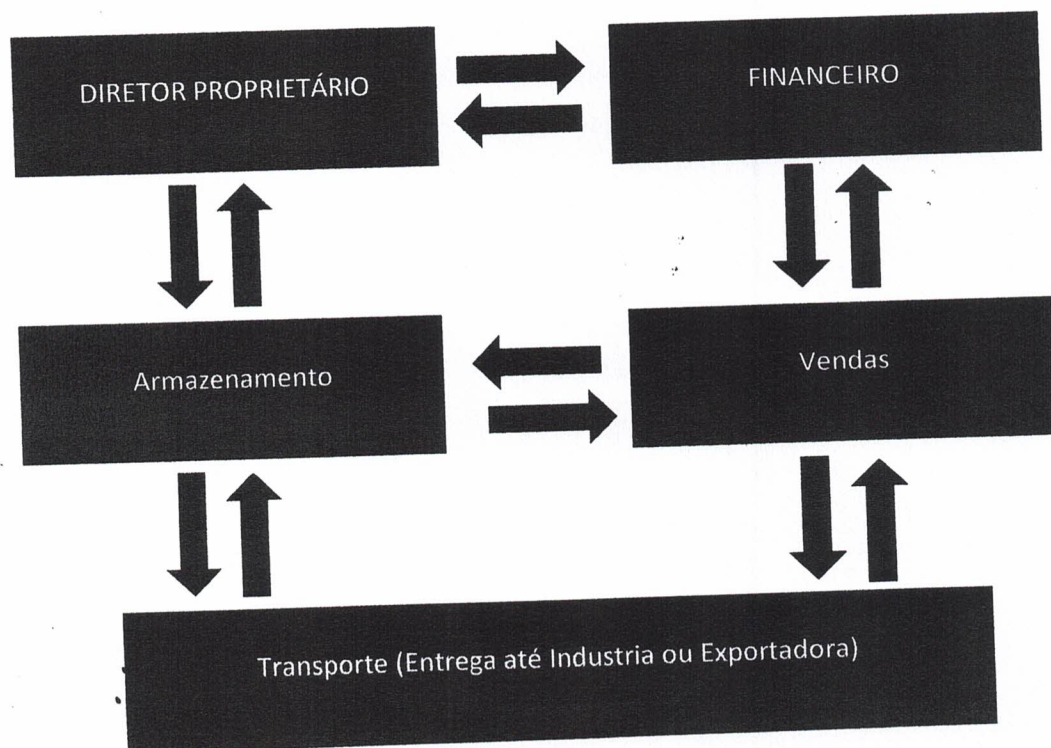 DIRETOR PROPRIETÁRIO
FINANCEIRO
Armazenamento
Vendas
Transporte (Entrega até Industria ou Exportadora)